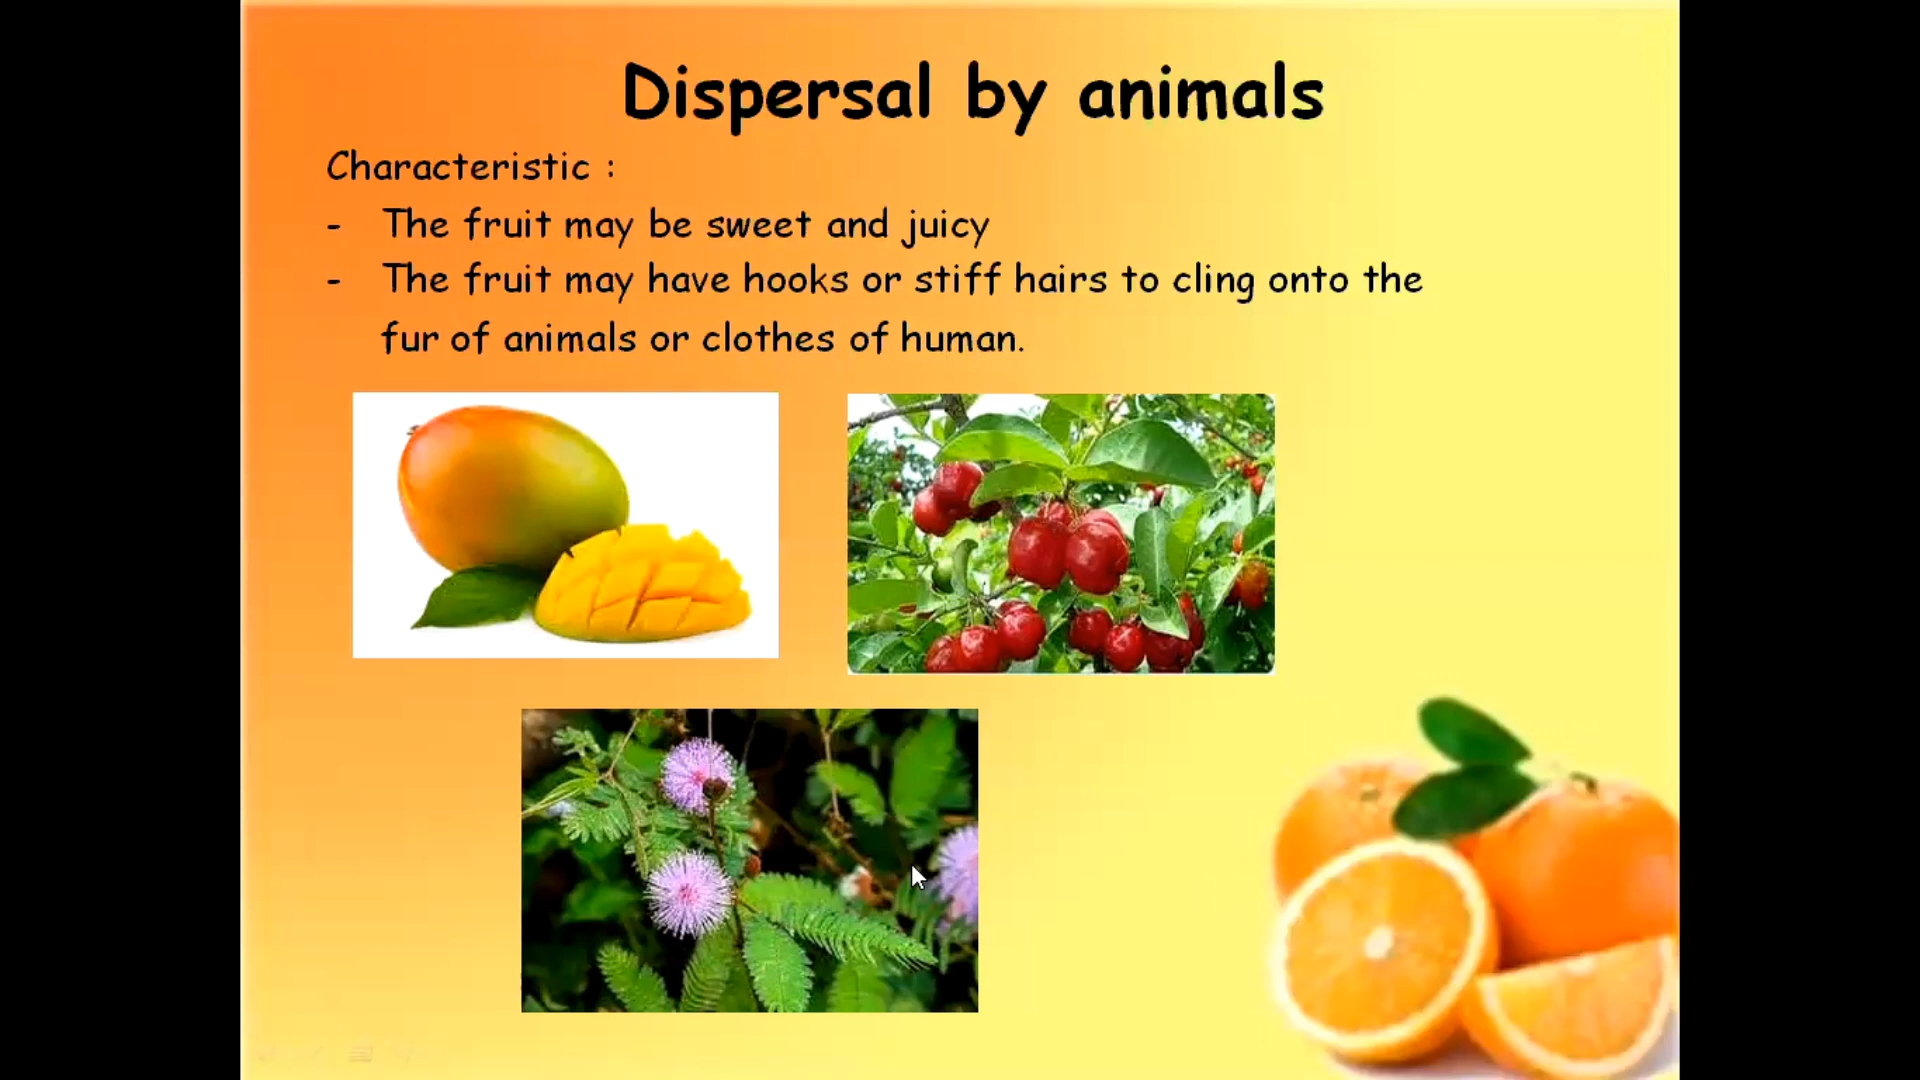 Dispersal by animals
Characteristic :
- The fruit may be sweet and juicy
- The fruit may have hooks or stiff hairs to cling onto the
fur of animals or clothes of human.